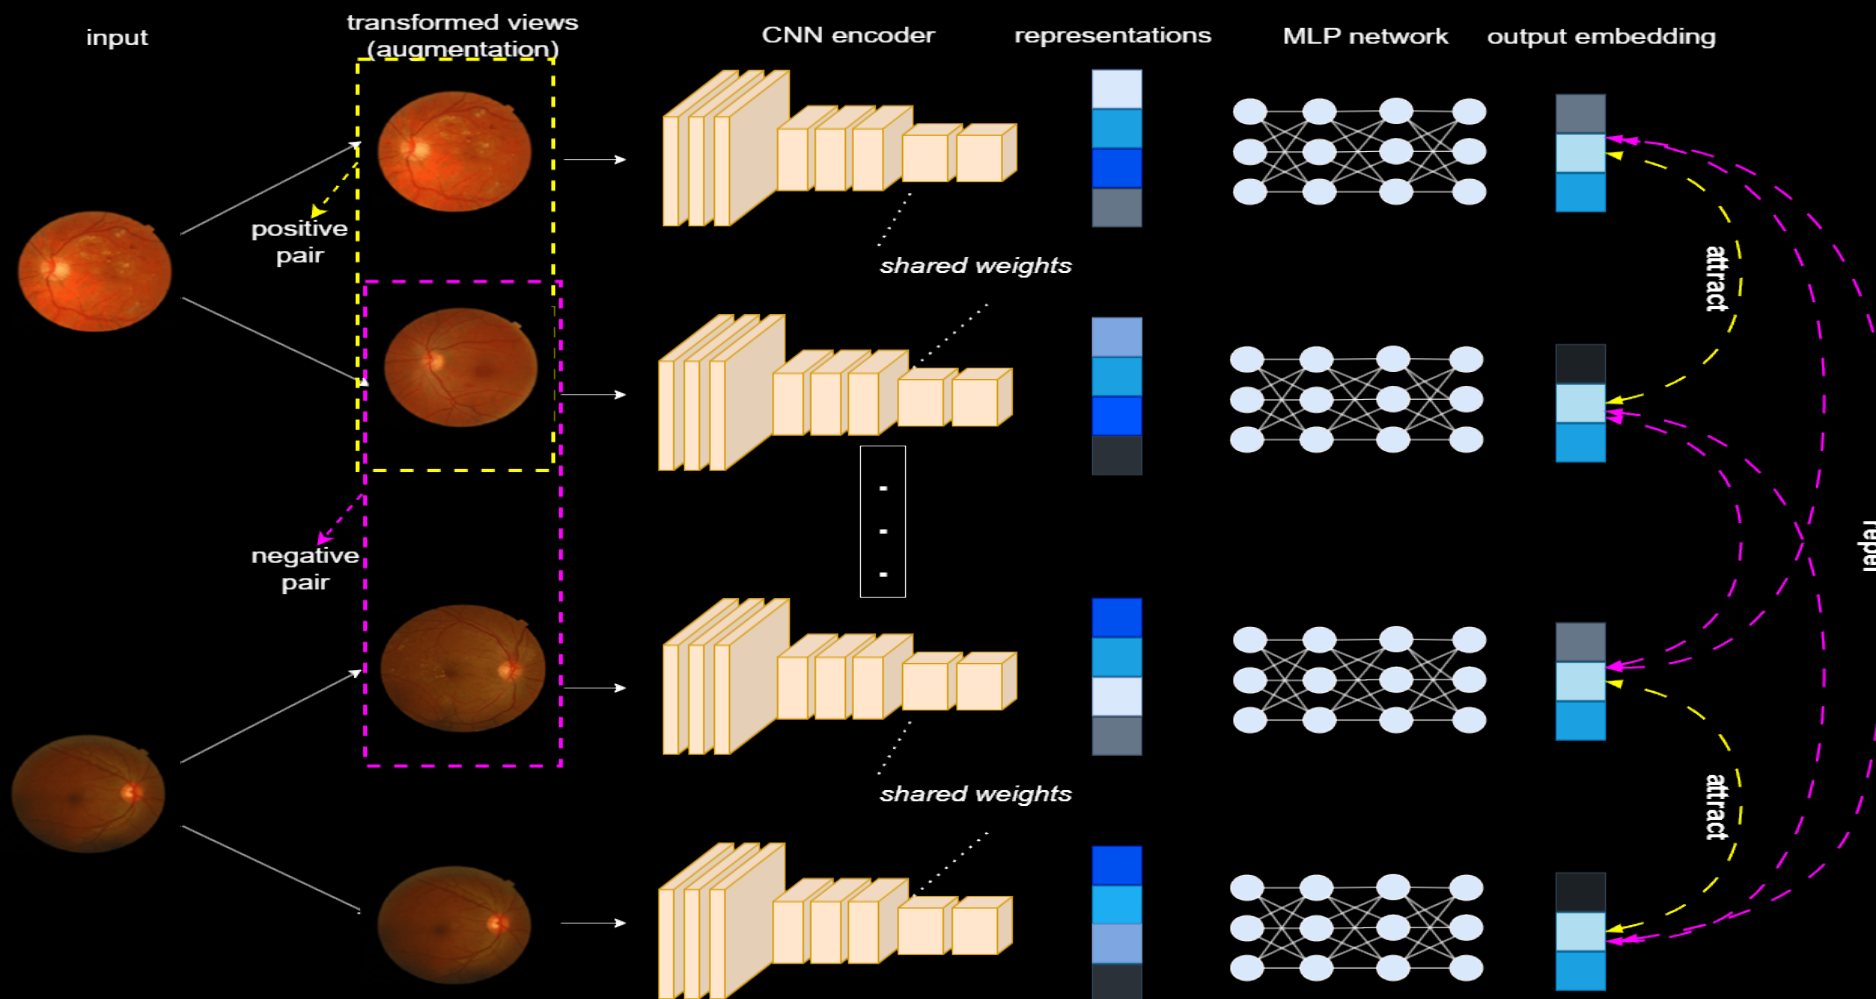 input
transformed views
(augmentation)
CNN encoder
representations
MLP network
output embedding
positive
pair
shared weights
attract
negative
pair
repel
shared weights
attract